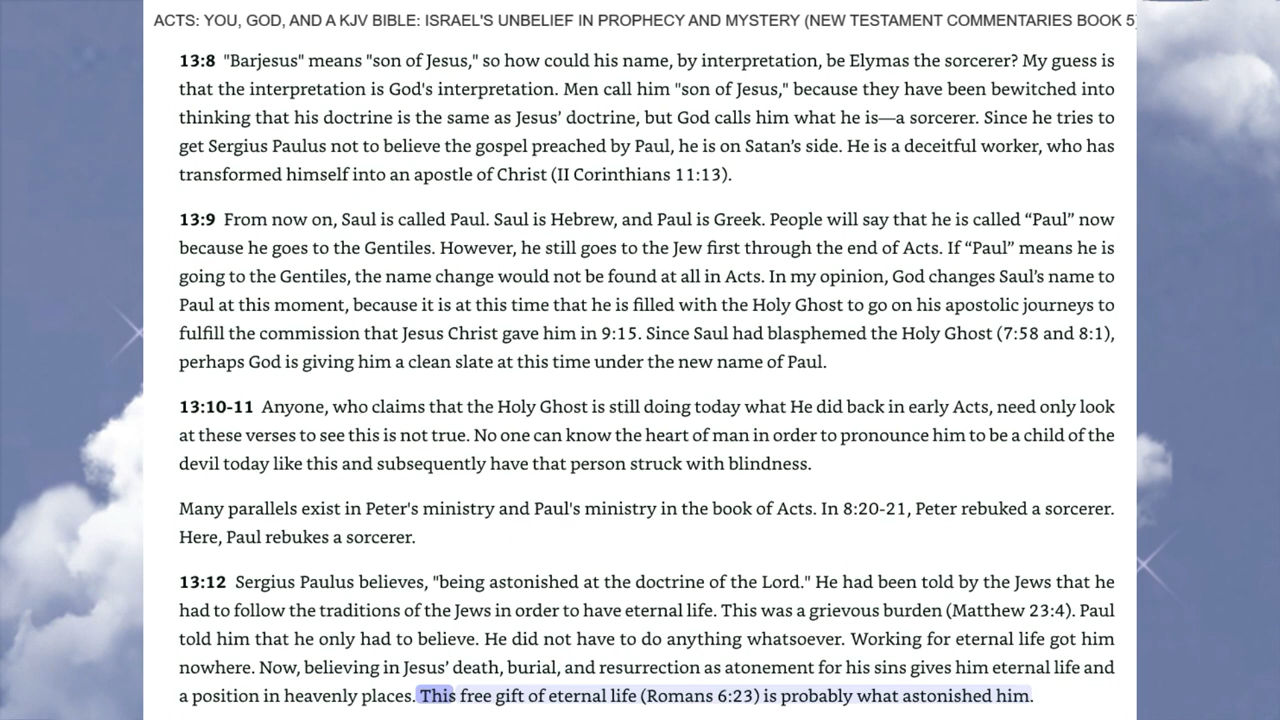 ACTS: YOU, GOD, AND A KJV BIBLE: ISRAEL'S UNBELIEF IN PROPHECY AND MYSTERY (NEW TESTAMENT COMMENTARIES BOOK 5)
13:8 "Barjesus" means "son of Jesus," so how could his name, by interpretation, be Elymas the sorcerer? My guess is
that the interpretation is God's interpretation. Men call him "son of Jesus," because they have been bewitched into
thinking that his doctrine is the same as Jesus’ doctrine, but God calls him what he is—a sorcerer. Since he tries to
get Sergius Paulus not to believe the gospel preached by Paul, he is on Satan’s side. He is a deceitful worker, who has
transformed himself into an apostle of Christ (II Corinthians 11:13).
13:9 From now on, Saul is called Paul. Saul is Hebrew, and Paul is Greek. People will say that he is called “Paul” now
because he goes to the Gentiles. However, he still goes to the Jew first through the end of Acts. If “Paul” means he is
going to the Gentiles, the name change would not be found at all in Acts. In my opinion, God changes Saul’s name to
Paul at this moment, because it is at this time that he is filled with the Holy Ghost to go on his apostolic journeys to
fulfill the commission that Jesus Christ gave him in 9:15. Since Saul had blasphemed the Holy Ghost (7:58 and 8:1),
perhaps God is giving him a clean slate at this time under the new name of Paul.
13:10-11 Anyone, who claims that the Holy Ghost is still doing today what He did back in early Acts, need only look
at these verses to see this is not true. No one can know the heart of man in order to pronounce him to be a child of the
devil today like this and subsequently have that person struck with blindness.
Many parallels exist in Peter's ministry and Paul's ministry in the book of Acts. In 8:20-21, Peter rebuked a sorcerer.
Here, Paul rebukes a sorcerer.
13:12 Sergius Paulus believes, "being astonished at the doctrine of the Lord." He had been told by the Jews that he
had to follow the traditions of the Jews in order to have eternal life. This was a grievous burden (Matthew 23:4). Paul
told him that he only had to believe. He did not have to do anything whatsoever. Working for eternal life got him
nowhere. Now, believing in Jesus’ death, burial, and resurrection as atonement for his sins gives him eternal life and
a position in heavenly places. This free gift of eternal life (Romans 6:23) is probably what astonished him.